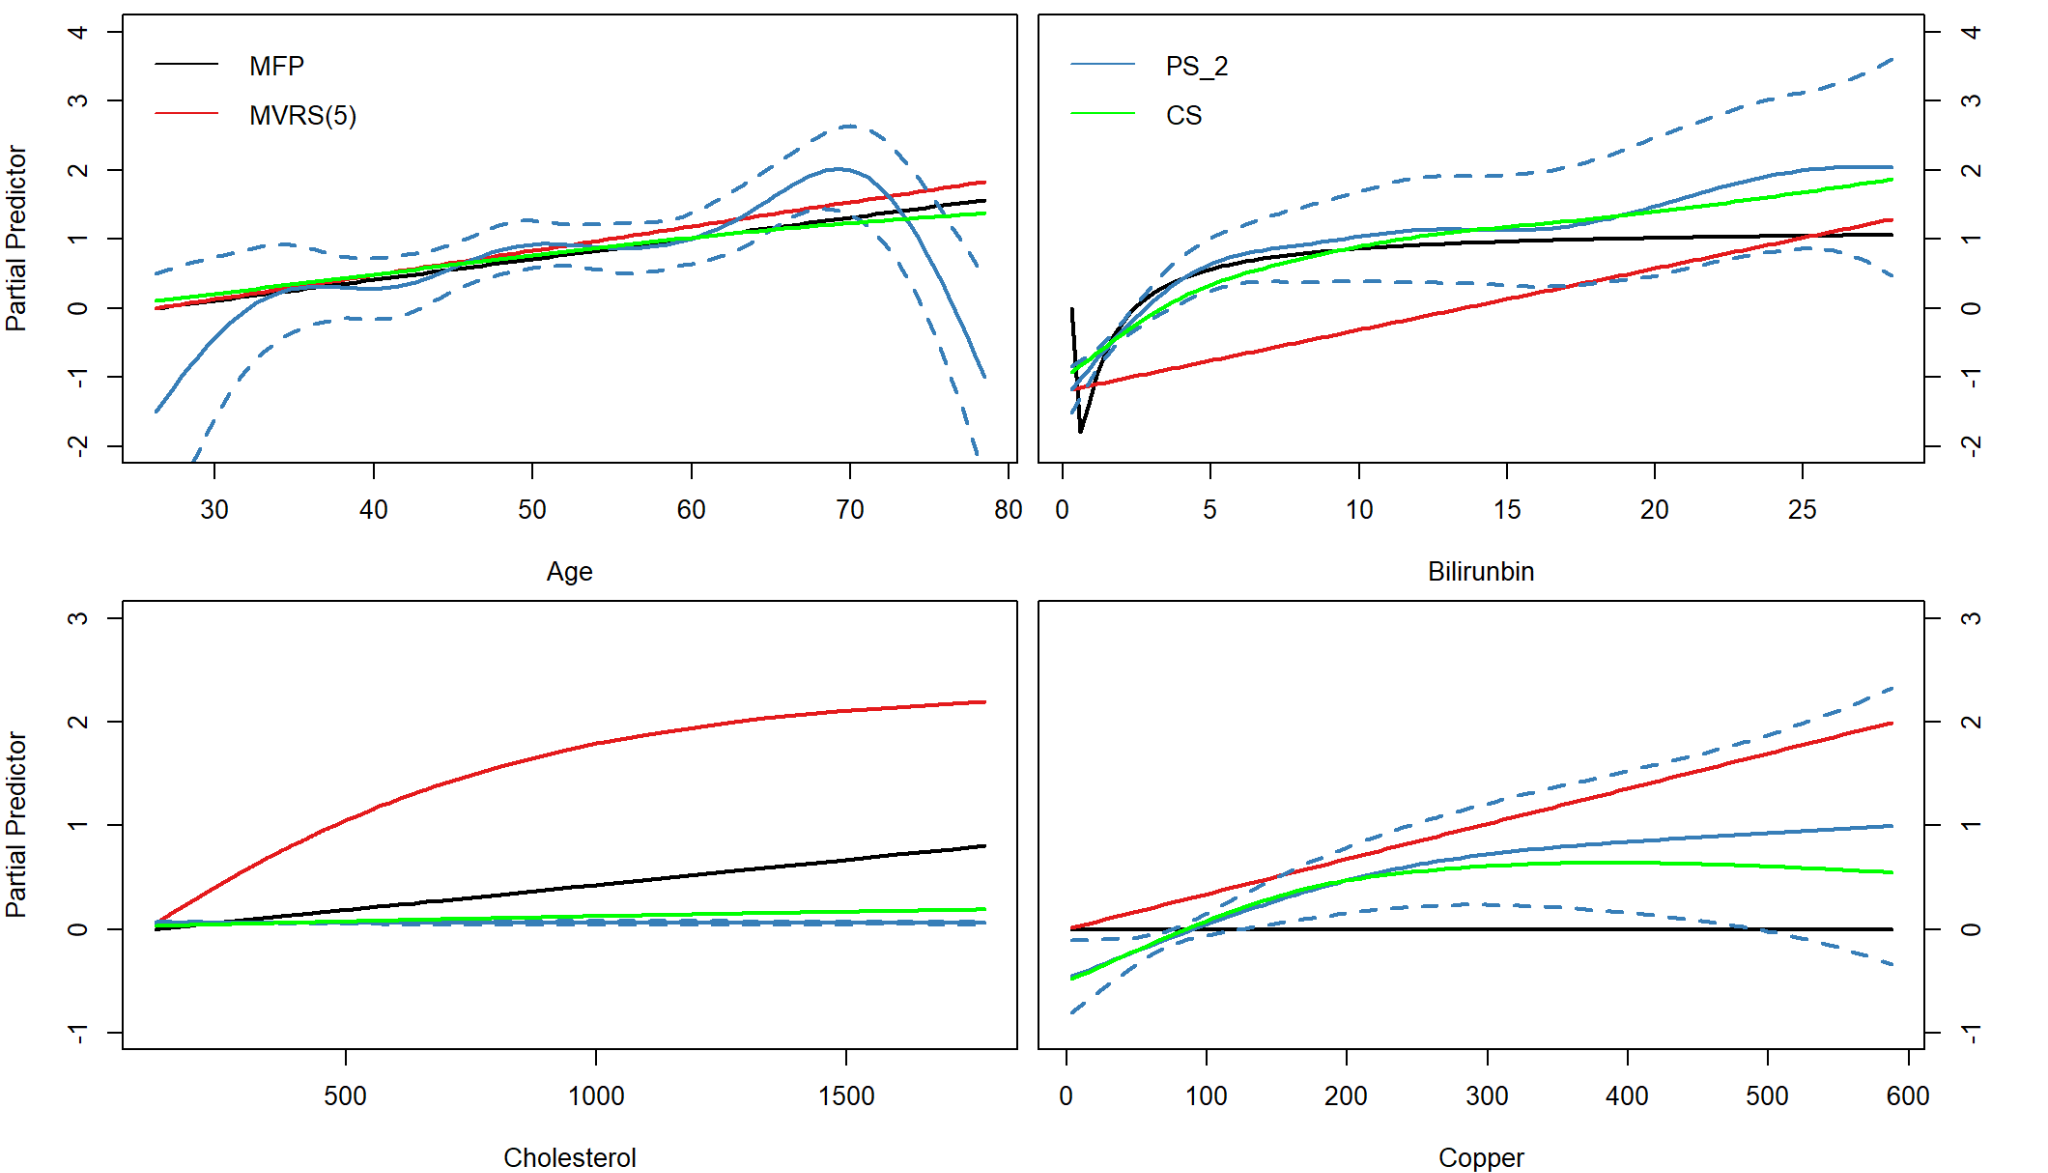 4
3
2
1
0
-1
-2
Partial Predictor
MFP
MVRS(5)
30 40 50 60 70 80
Age
PS_2
CS
4
3
2
1
0
-1
-2
0 5 10 15 20 25
Bilirunbin
3
2
1
0
-1
Partial Predictor
500 1000 1500
Cholesterol
3
2
1
0
-1
0 100 200 300 400 500 600
Copper